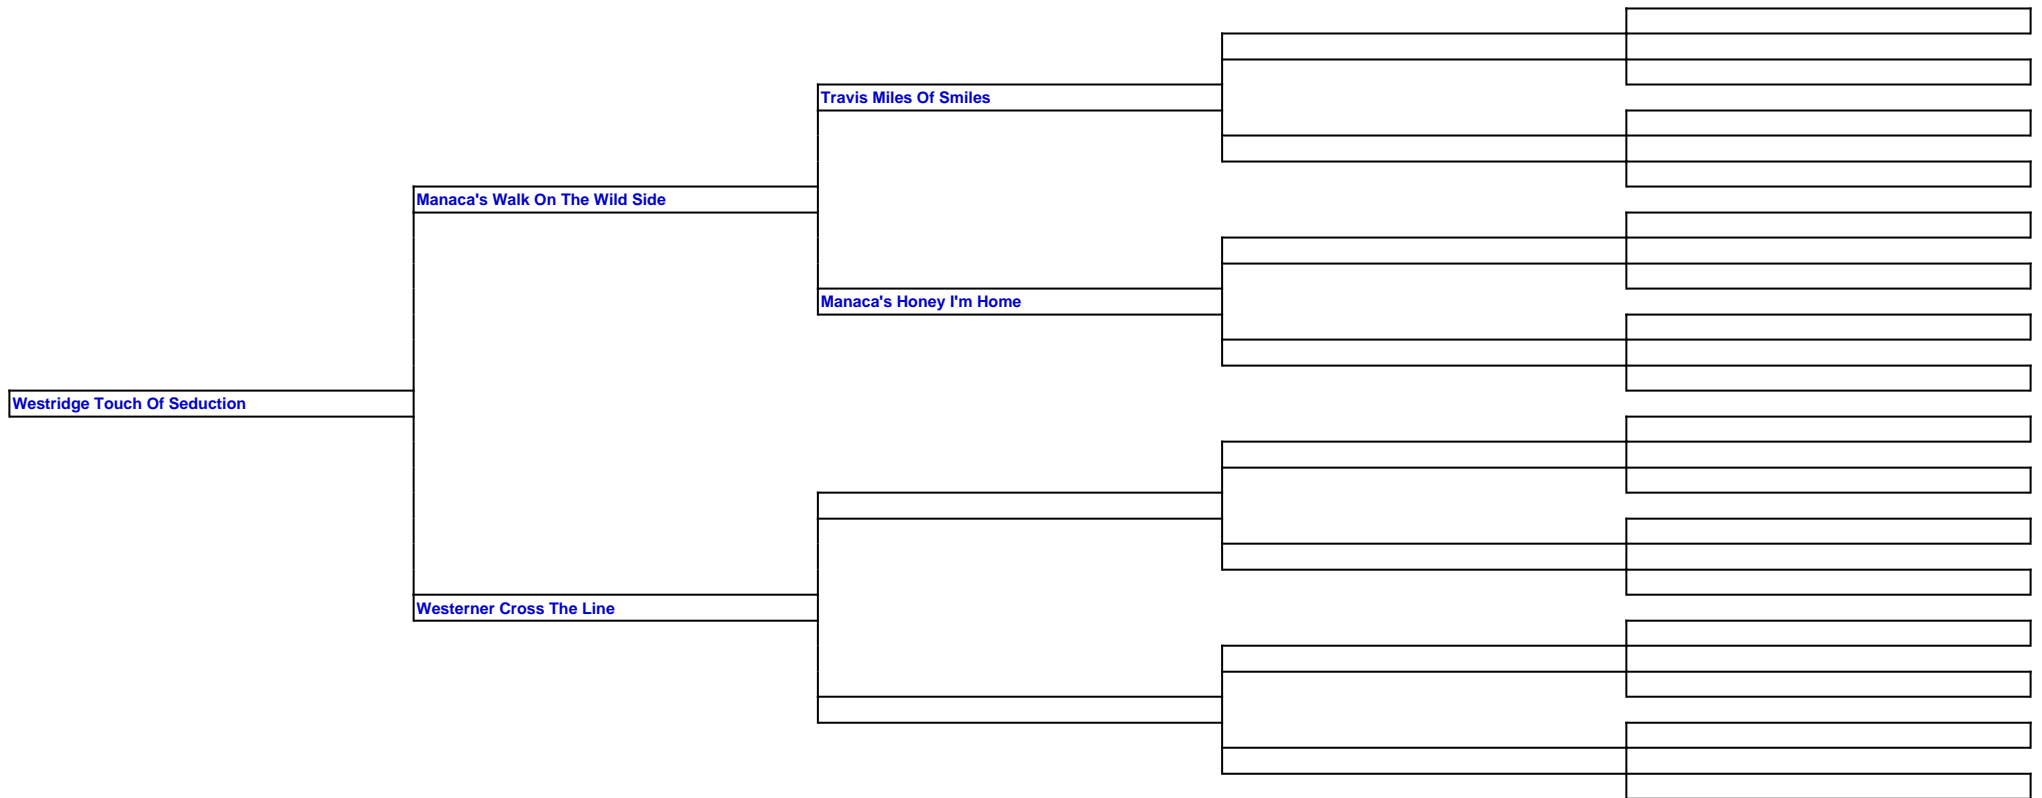 Travis Miles Of Smiles
Manaca's Walk On The Wild Side
Manaca's Honey I'm Home
Westridge Touch Of Seduction
Westerner Cross The Line